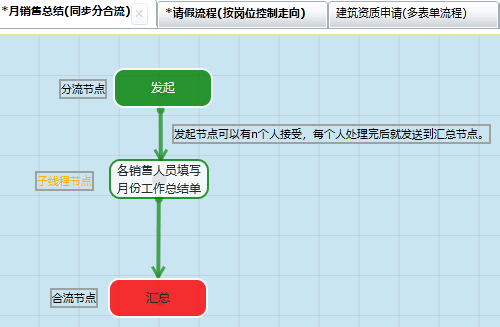 *月销售总结(同步分合流)
*请假流程(按岗位控制走向)
建筑资质申请(多表单流程)
分流节点
发起
发起节点可以有n个人接受，每个人处理完后就发送到汇总节点。
子线程节点
各销售人员填写
月份工作总结单
合流节点
汇总